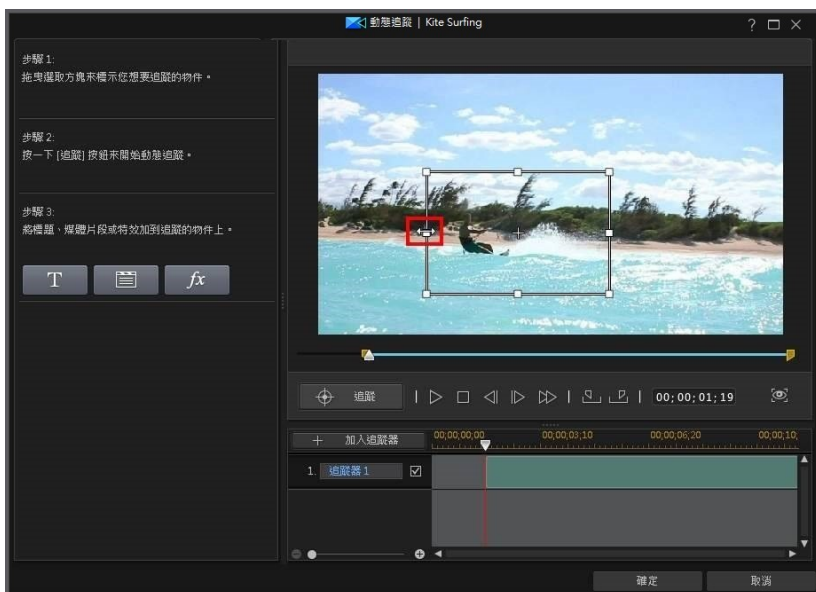 動態追蹤 | Kite Surfing
步驟 1:
拖曳選取方塊來標示您想要追蹤的物件。
步驟 2:
按一下 [追蹤] 按鈕來開始動態追蹤。
步驟 3:
將標題、媒體片段或特效加到追蹤的物件上。
T fx
追蹤 00;00;01;19
加入追蹤器 00;00;00;00 00;00;03;10 00;00;06;20 00;00;10;
1. 追蹤器 1
確定 取消